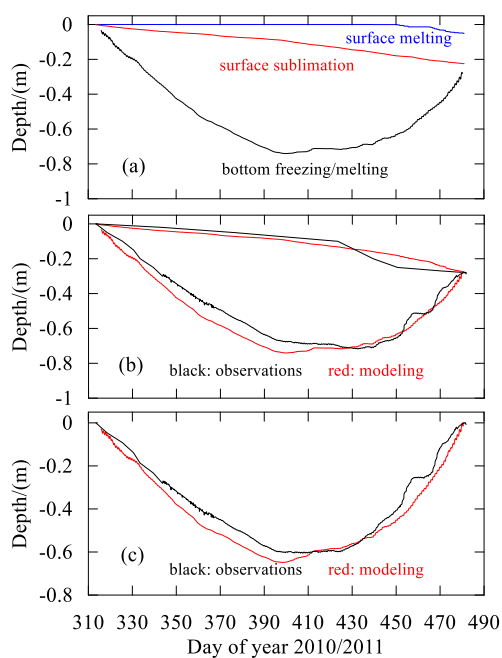 0
surface melting
-0.2
surface sublimation
-0.4
Depth/(m)
-0.6
-0.8
(a)
bottom freezing/melting
-1
0
-0.2
-0.4
Depth/(m)
-0.6
-0.8
(b)
black: observations red: modeling
-1
0
-0.2
-0.4
Depth/(m)
-0.6
(c)
black: observations red: modeling
-0.8
310 330 350 370 390 410 430 450 470 490
Day of year 2010/2011